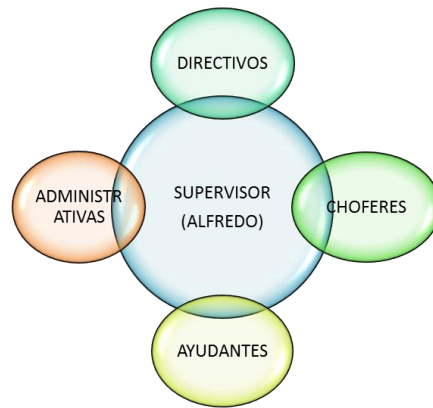 DIRECTIVOS
ADMINISTR
ATIVAS
SUPERVISOR
(ALFREDO)
CHOFERES
AYUDANTES